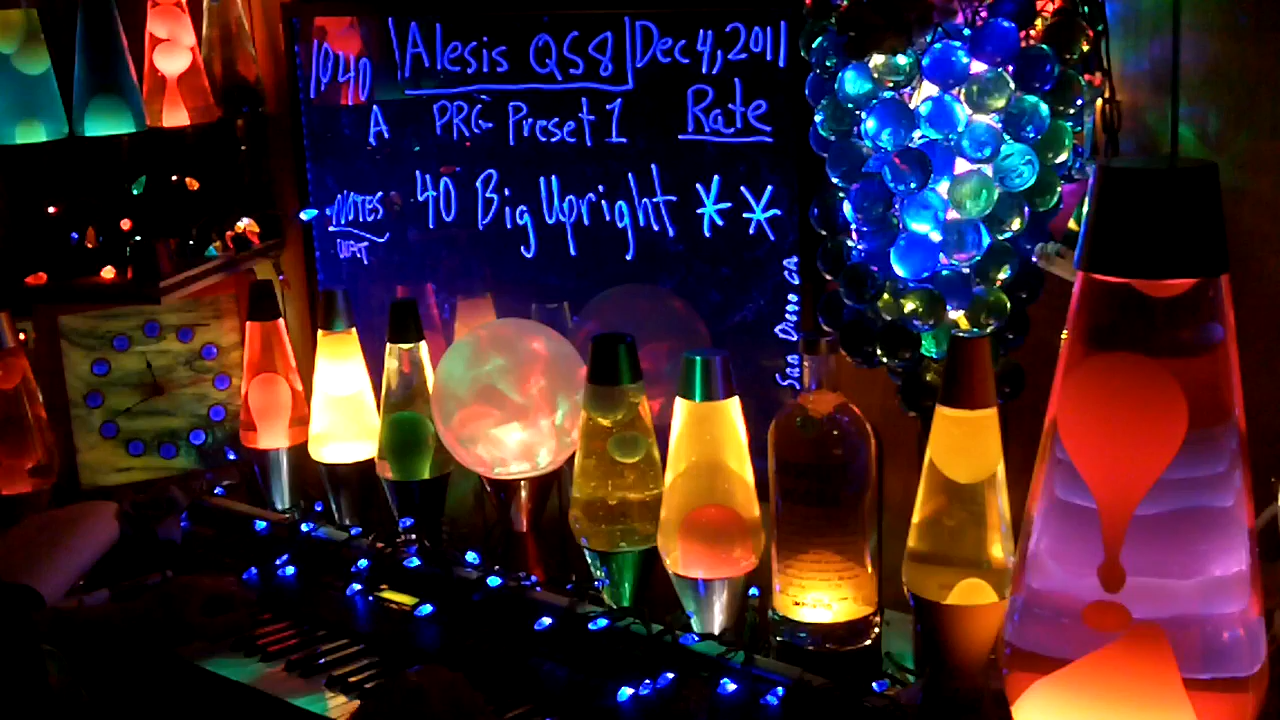 1040 Alesis QS8 Dec 4, 2011
A PRG Preset 1 Rate
NOTES 40 Big Upright **
San Diego CA